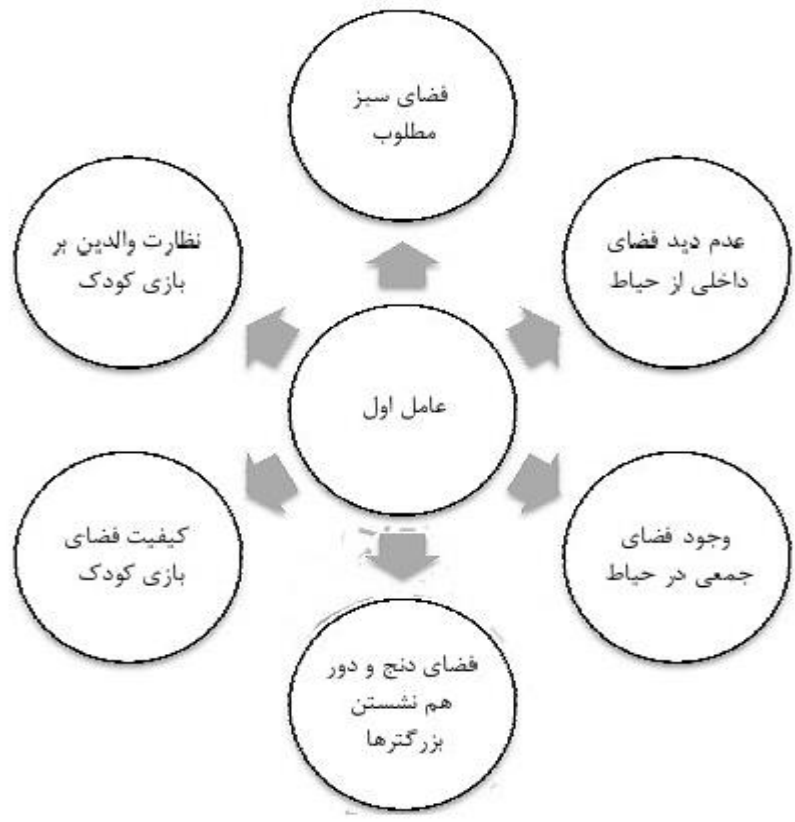 فضای سبز
مطلوب
عدم دید فضای
داخلی از حیاط
نظارت والدین بر
بازی کودک
عامل اول
وجود فضای
جمعی در حیاط
کیفیت فضای
بازی کودک
فضای دنج و دور
هم نشستن
بزرگترها